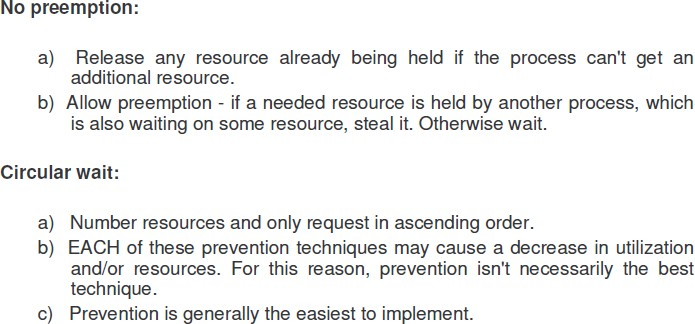 No preemption:
a) Release any resource already being held if the process can't get an
additional resource.
b) Allow preemption - if a needed resource is held by another process, which
is also waiting on some resource, steal it. Otherwise wait.
Circular wait:
a) Number resources and only request in ascending order.
b) EACH of these prevention techniques may cause a decrease in utilization
and/or resources. For this reason, prevention isn't necessarily the best
technique.
c) Prevention is generally the easiest to implement.